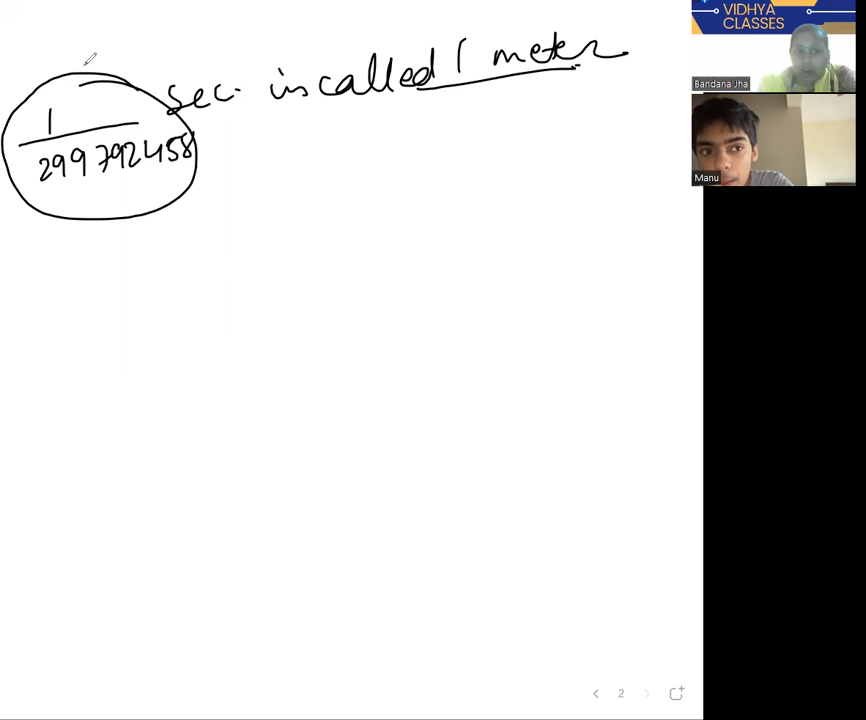 1 sec. is called 1 meter
299792458
VIDHYA
CLASSES
Bandana Jha
Manu
2